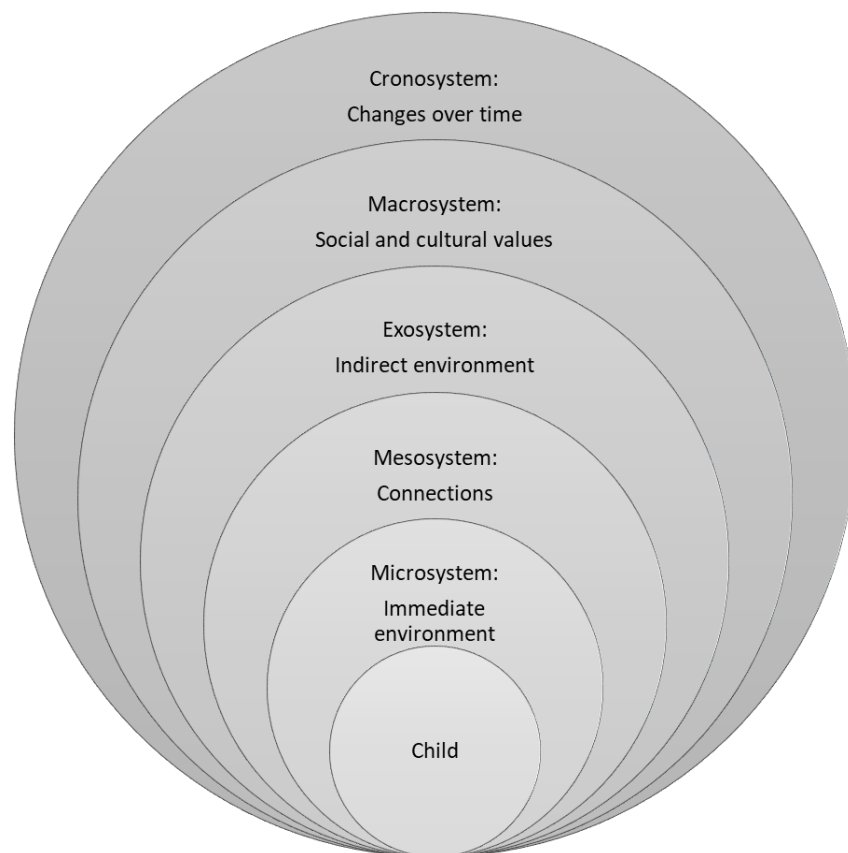 Cronosystem:
Changes over time
Macrosystem:
Social and cultural values
Exosystem:
Indirect environment
Mesosystem:
Connections
Microsystem:
Immediate
environment
Child